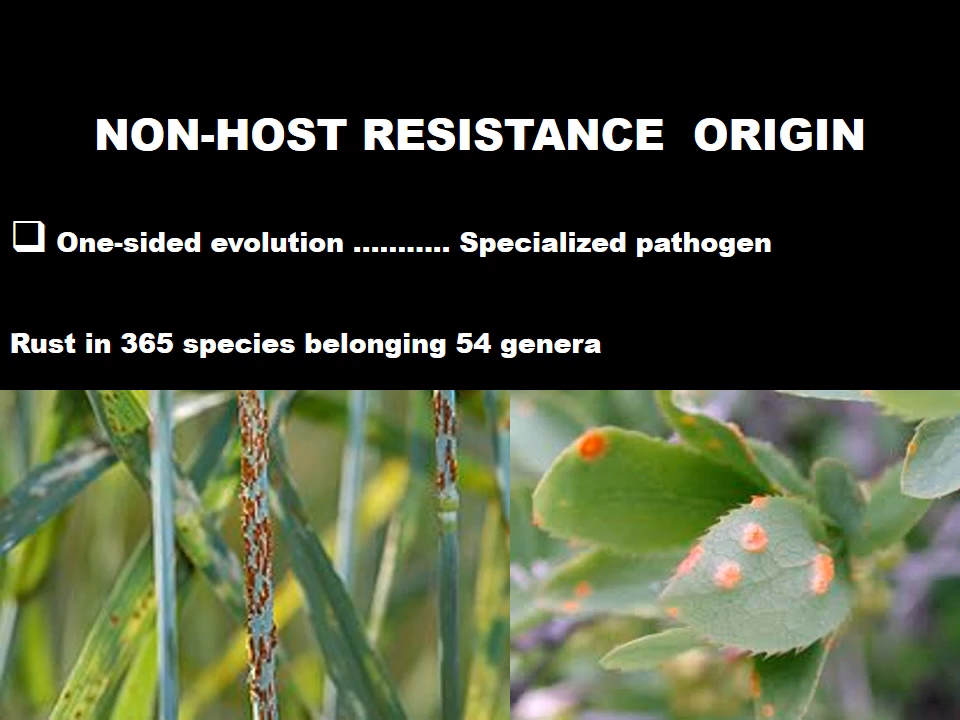 NON-HOST RESISTANCE ORIGIN
❑ One-sided evolution ........... Specialized pathogen
Rust in 365 species belonging 54 genera